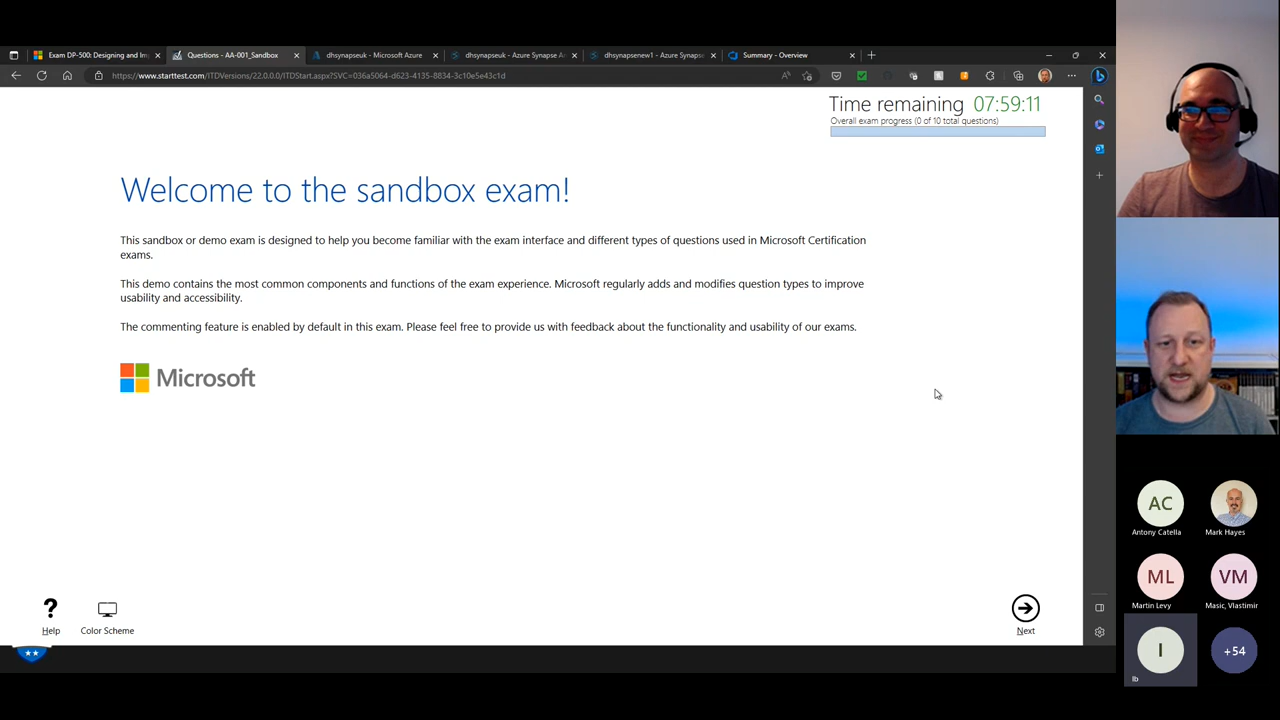 Exam DP-500: Designing and Im
Questions - AA-001_Sandbox
dhsynapseuk - Microsoft Azure
dhsynapseuk - Azure Synapse A
dhsynapsenew1 - Azure Synaps
Summary - Overview
https://www.starttest.com/ITDVersions/22.0.0.0/ITDStart.aspx?SVC=036a5064-d623-4135-8834-3c10e5e43c1d
Time remaining 07:59:11
Overall exam progress (0 of 10 total questions)
Welcome to the sandbox exam!
This sandbox or demo exam is designed to help you become familiar with the exam interface and different types of questions used in Microsoft Certification
exams.
This demo contains the most common components and functions of the exam experience. Microsoft regularly adds and modifies question types to improve
usability and accessibility.
The commenting feature is enabled by default in this exam. Please feel free to provide us with feedback about the functionality and usability of our exams.
Microsoft
? 
Help
Color Scheme
Next
AC
Antony Catella
Mark Hayes
ML
Martin Levy
VM
Masic, Vlastimir
I
Ib
+54